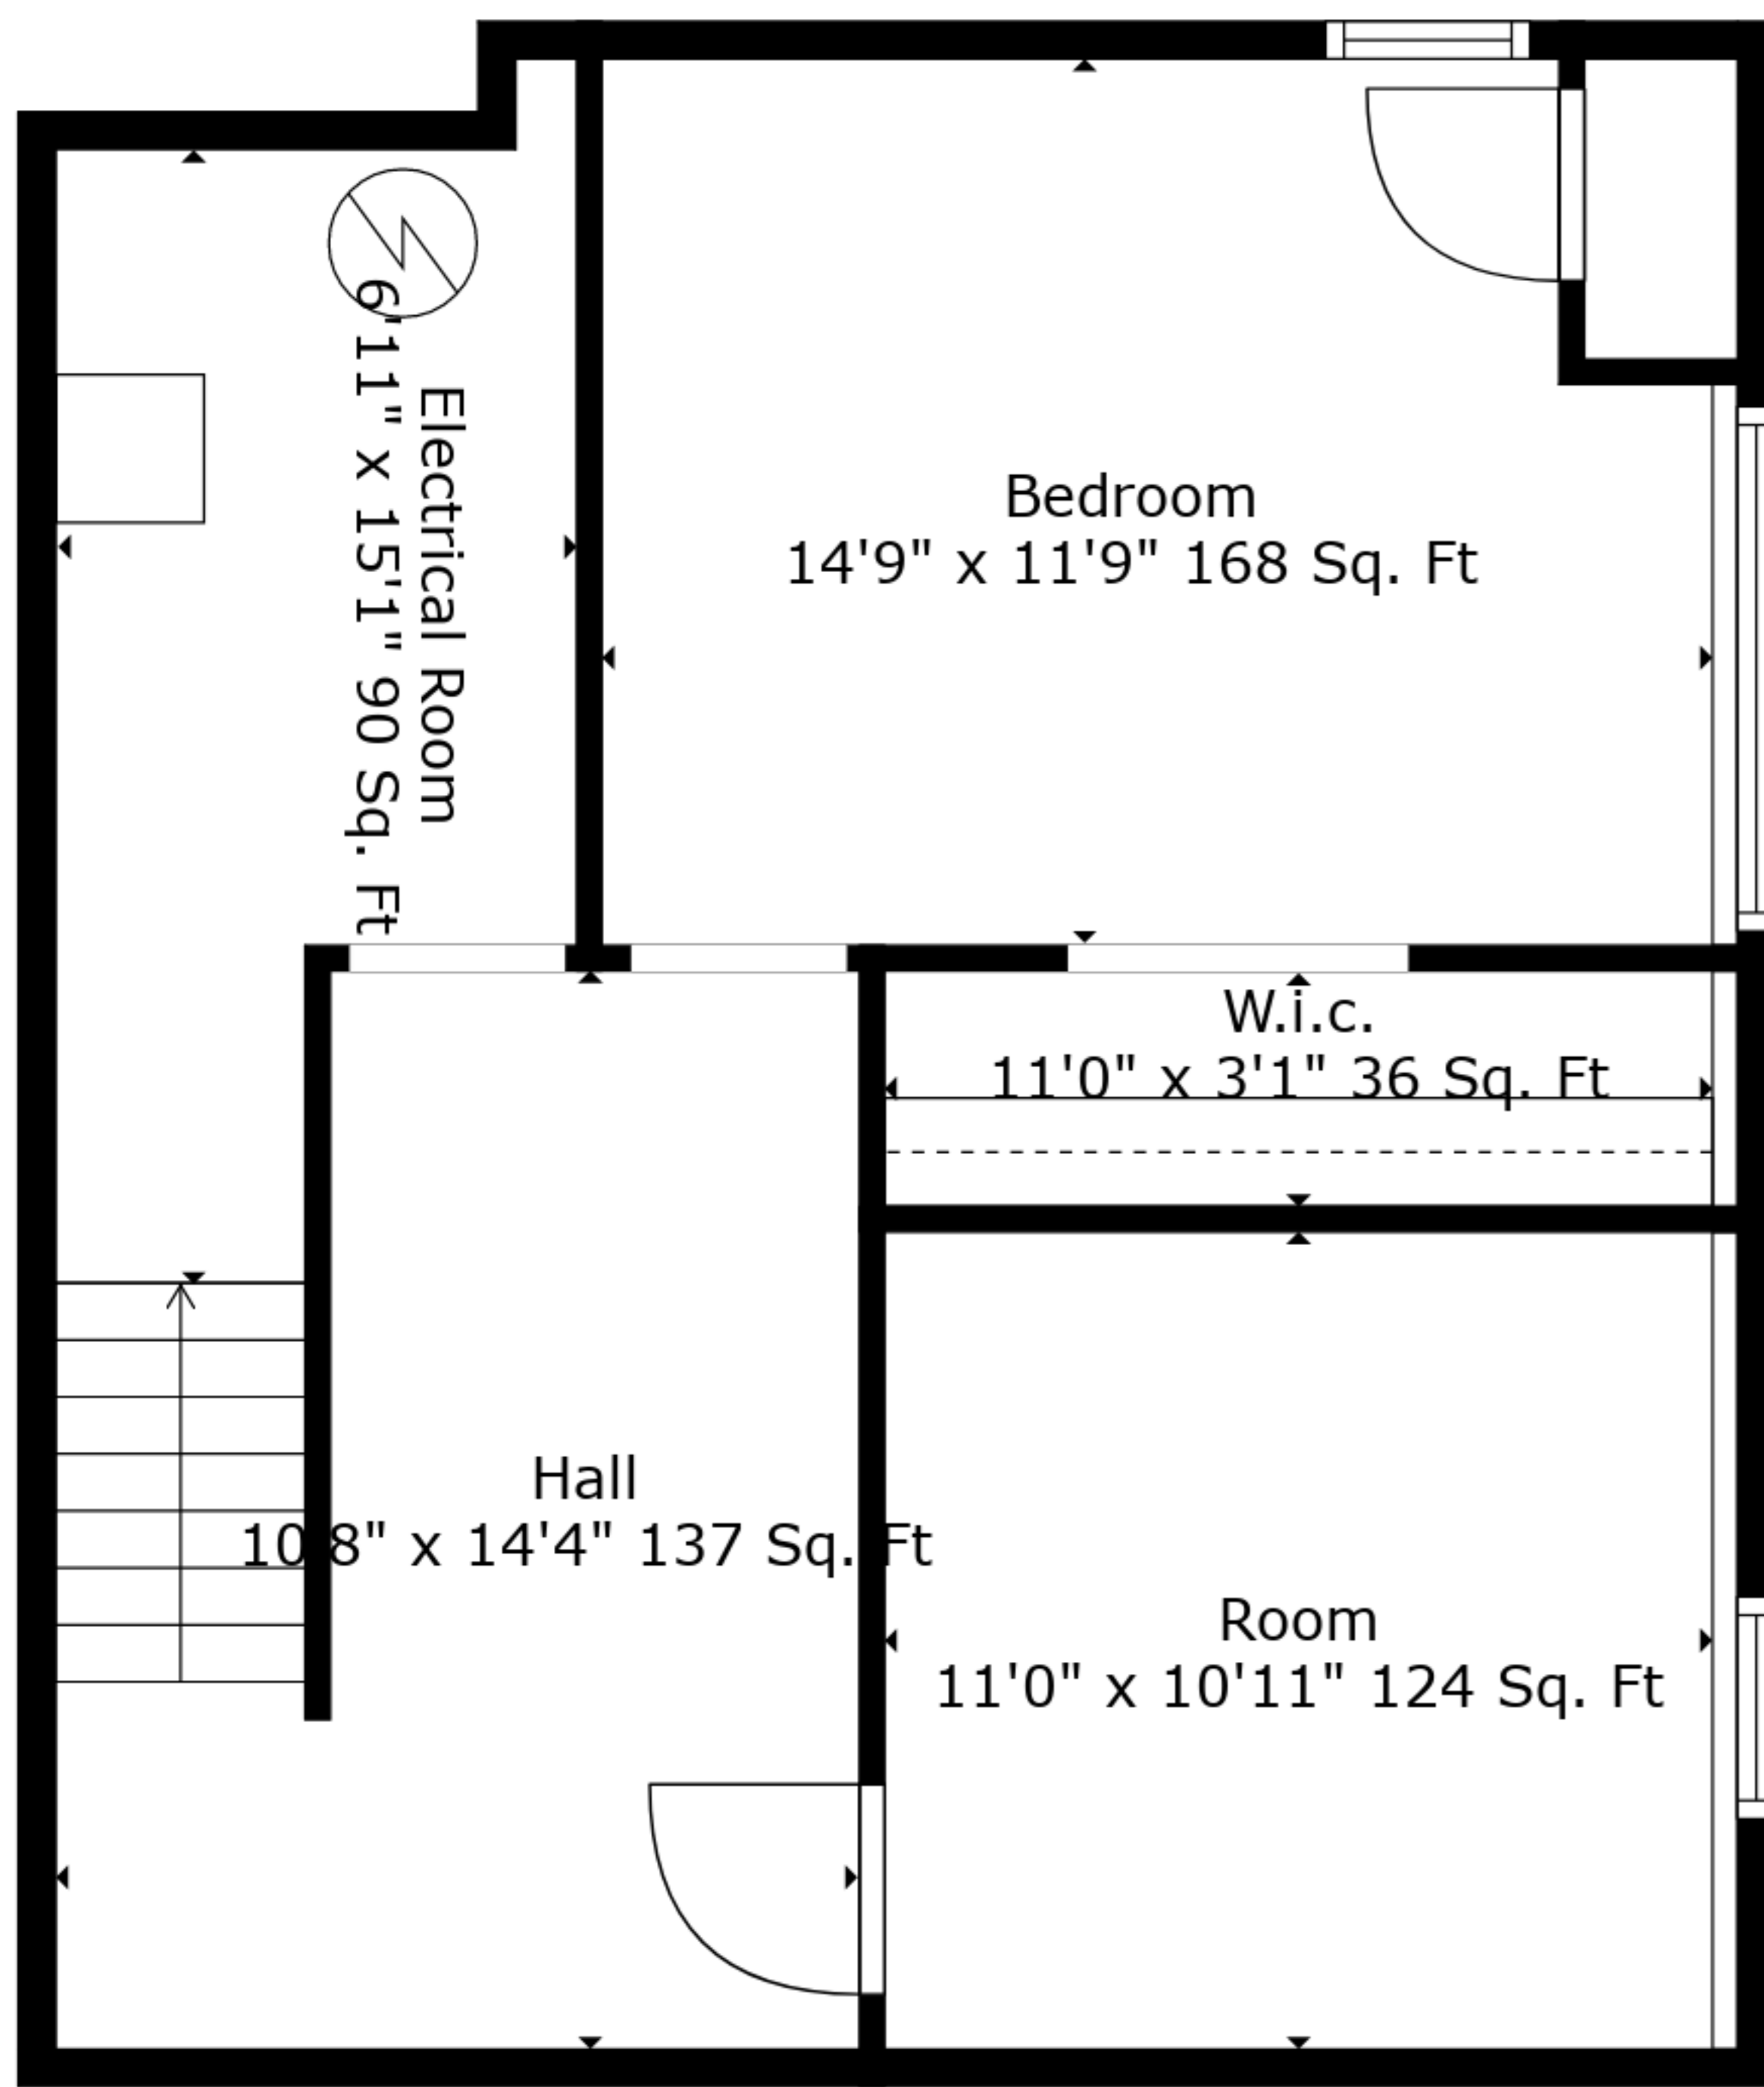 Electrical Room
6'11" x 15'1" 90 Sq. Ft
Bedroom
14'9" x 11'9" 168 Sq. Ft
W.i.c.
11'0" x 3'1" 36 Sq. Ft
Hall
10'8" x 14'4" 137 Sq. Ft
Room
11'0" x 10'11" 124 Sq. Ft